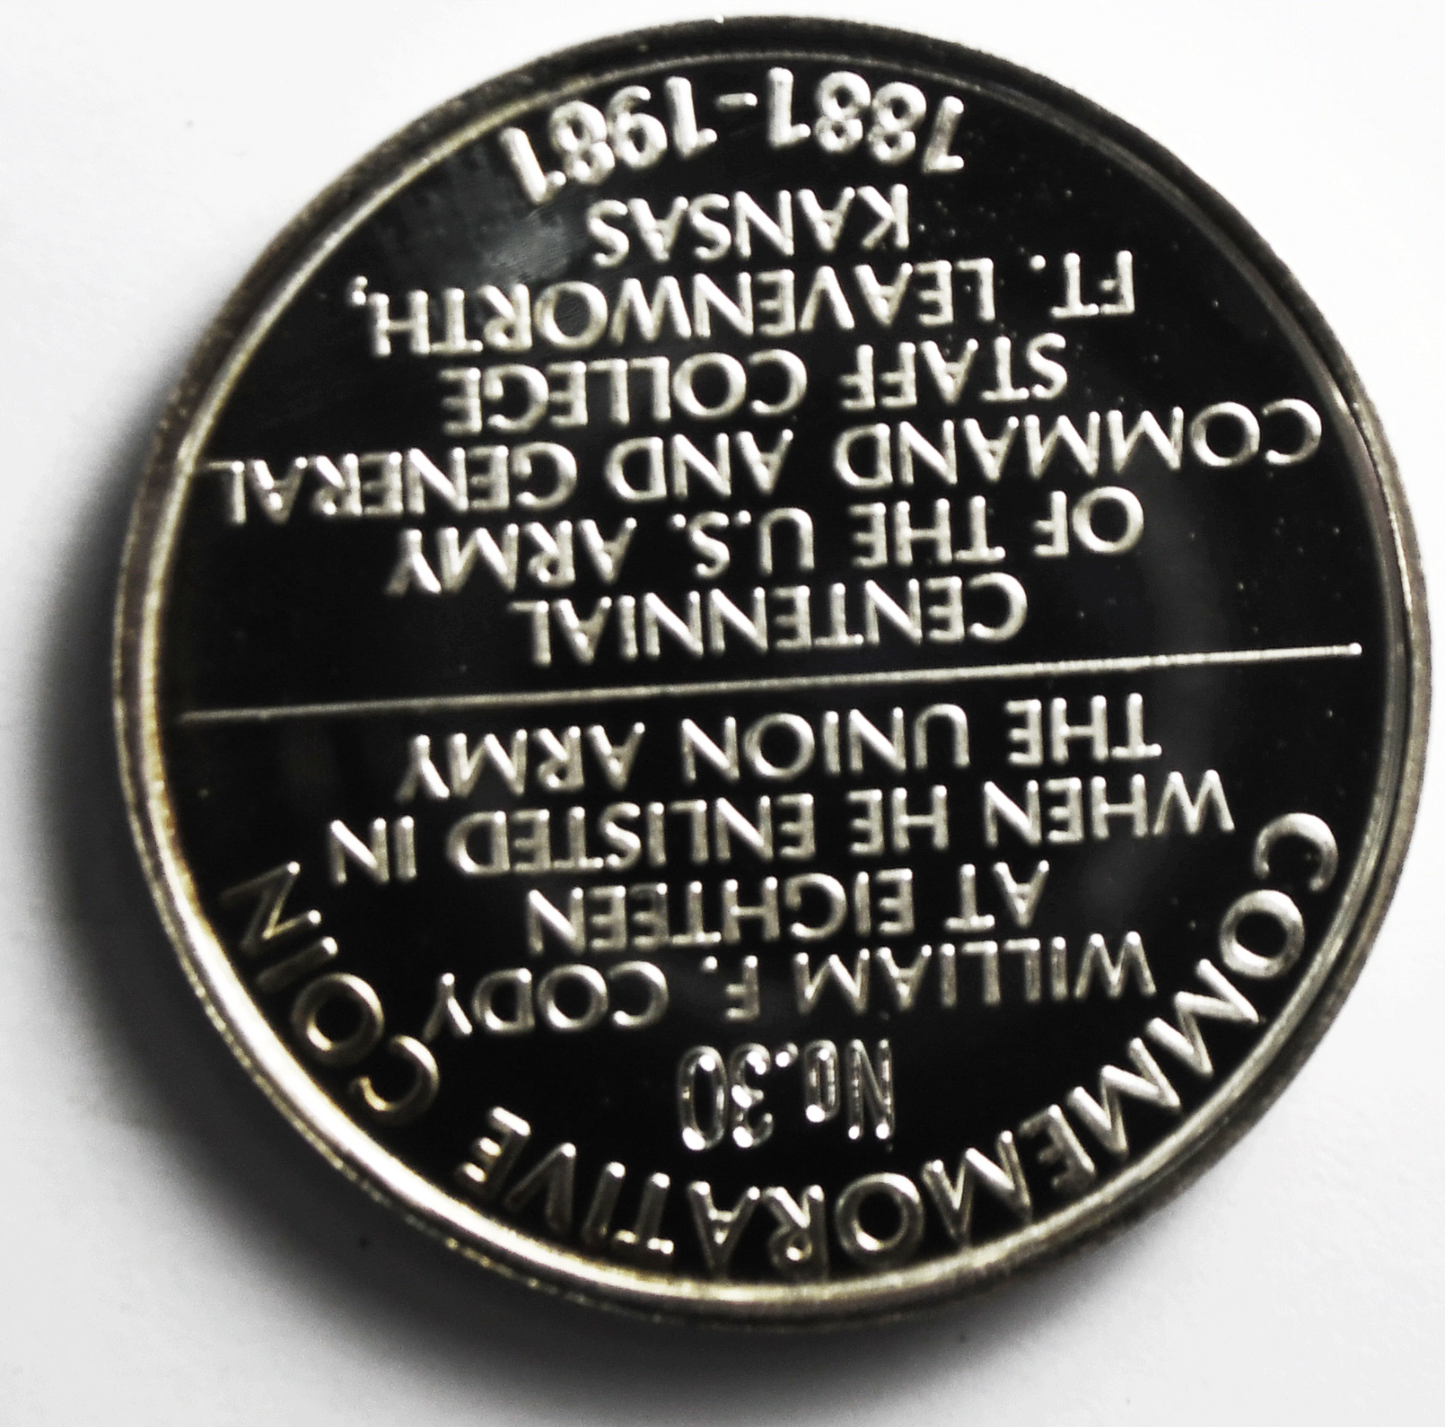 COMMEMORATIVE COIN
No.30
WILLIAM F. CODY
AT EIGHTEEN
WHEN HE ENLISTED IN
THE UNION ARMY
CENTENNIAL
OF THE U.S. ARMY
COMMAND AND GENERAL
STAFF COLLEGE
FT. LEAVENWORTH,
KANSAS
1881-1981